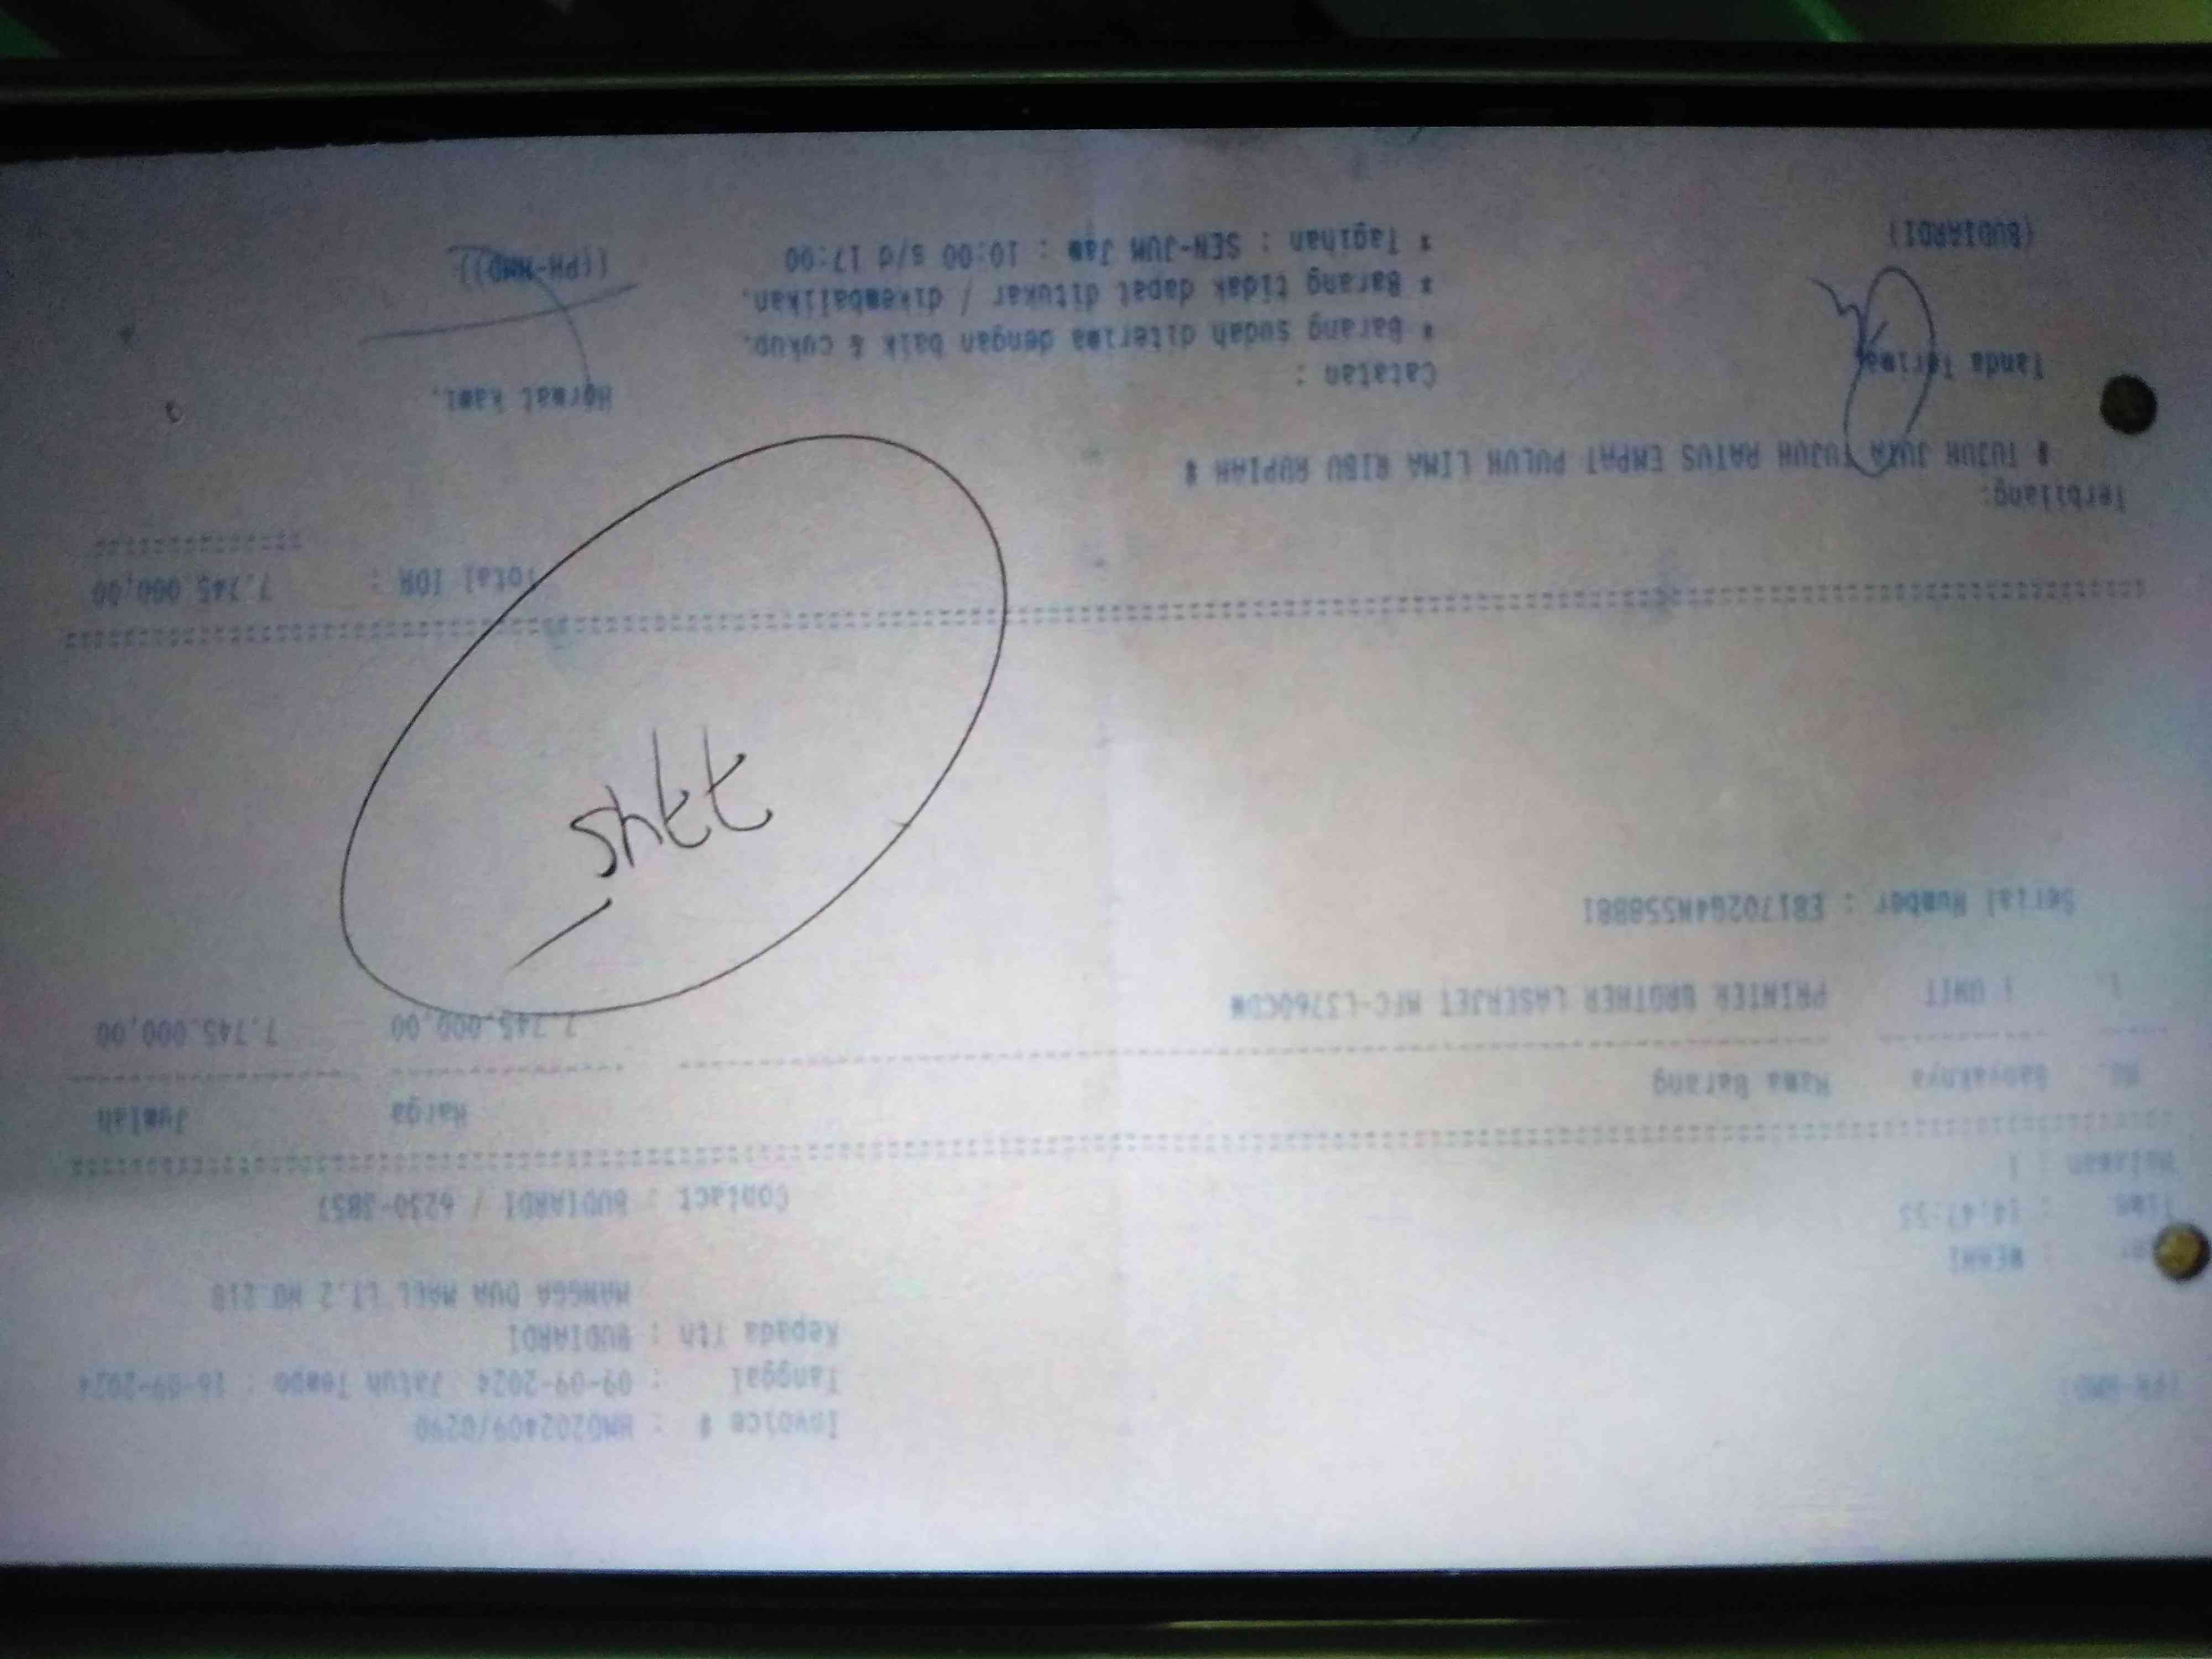 (PH-HMD)
Invoice # : HMD202409/0290
Tanggal : 09-09-2024 Jatuh Tempo : 16-09-2024
Kepada Yth : BUDIARDI
MANGGA DUA MALL LT.2 NO 21B
: WERNI
Time : 14:47:55
Contact : BUDIARDI / 6230-3857
Halaman : 1
No. Banyaknya Nama Barang Harga Jumlah
1. 1 UNIT PRINTER BROTHER LASERJET MFC-L3760CDW 7.745.000,00 7.745.000,00
Serial Number : E81702G4N558881
Total IDR : 7.745.000,00
Terbilang:
# TUJUH JUTA TUJUH RATUS EMPAT PULUH LIMA RIBU RUPIAH #
Tanda Terima
Catatan :
Hormat kami,
* Barang sudah diterima dengan baik & cukup.
* Barang tidak dapat ditukar / dikembalikan.
* Tagihan : SEN-JUM Jam : 10:00 s/d 17:00
(BUDIARDI)
((PH-HMD))